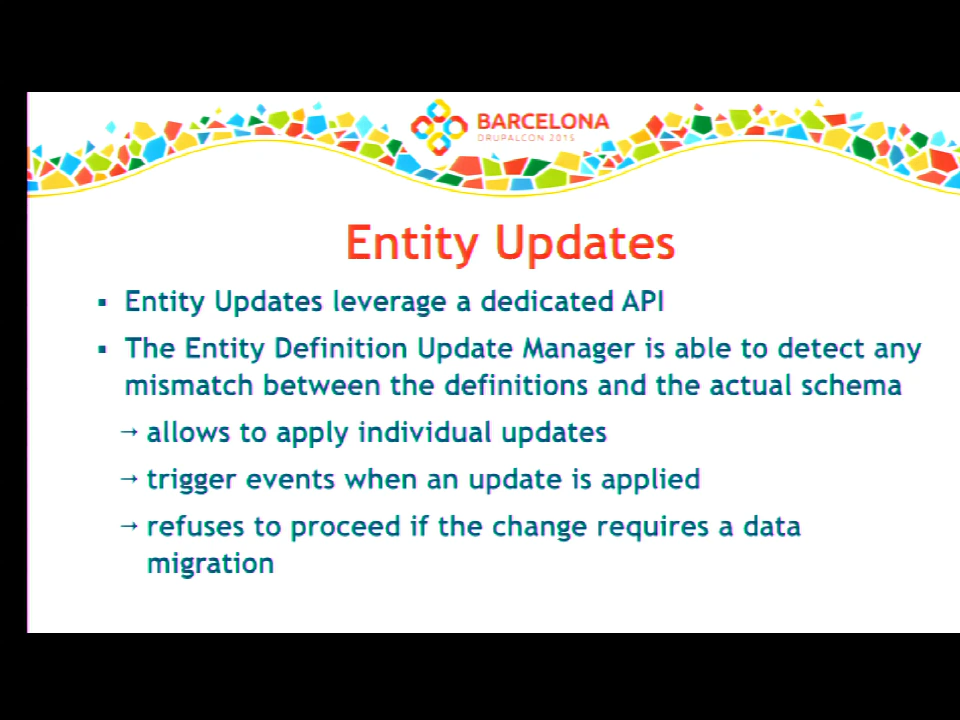 BARCELONA
DRUPALCON 2015
Entity Updates
▪ Entity Updates leverage a dedicated API
▪ The Entity Definition Update Manager is able to detect any
mismatch between the definitions and the actual schema
→ allows to apply individual updates
→ trigger events when an update is applied
→ refuses to proceed if the change requires a data
migration